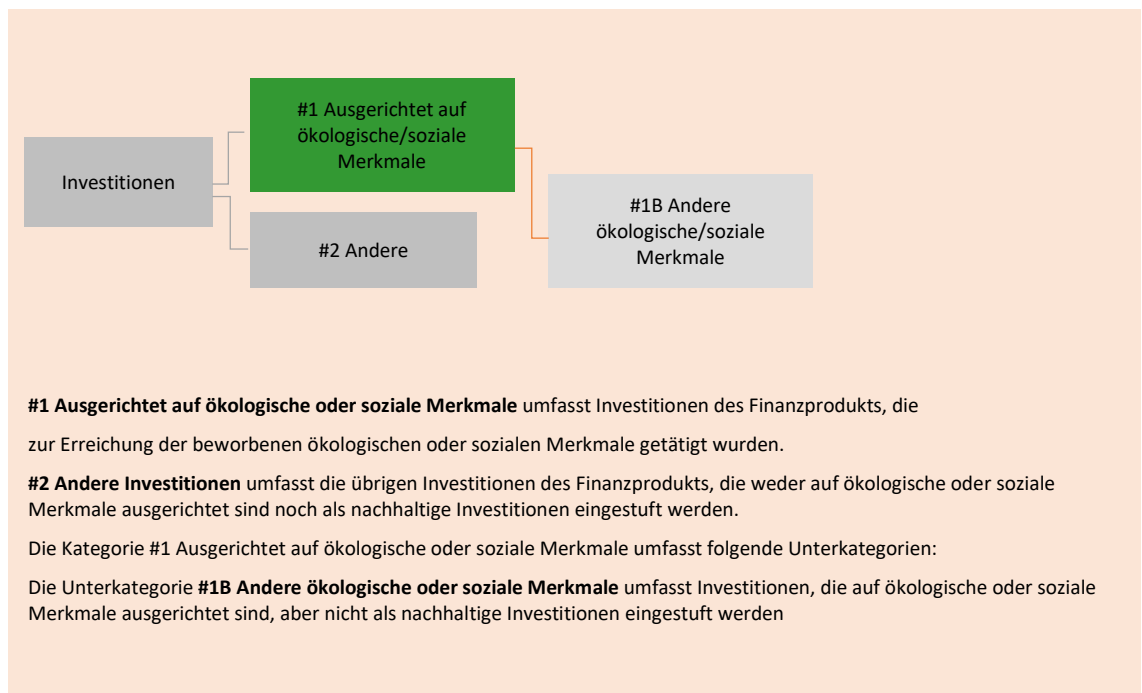 #1 Ausgerichtet auf
ökologische/soziale
Merkmale
Investitionen
#2 Andere
#1B Andere
ökologische/soziale
Merkmale
#1 Ausgerichtet auf ökologische oder soziale Merkmale umfasst Investitionen des Finanzprodukts, die
zur Erreichung der beworbenen ökologischen oder sozialen Merkmale getätigt wurden.
#2 Andere Investitionen umfasst die übrigen Investitionen des Finanzprodukts, die weder auf ökologische oder soziale
Merkmale ausgerichtet sind noch als nachhaltige Investitionen eingestuft werden.
Die Kategorie #1 Ausgerichtet auf ökologische oder soziale Merkmale umfasst folgende Unterkategorien:
Die Unterkategorie #1B Andere ökologische oder soziale Merkmale umfasst Investitionen, die auf ökologische oder soziale
Merkmale ausgerichtet sind, aber nicht als nachhaltige Investitionen eingestuft werden